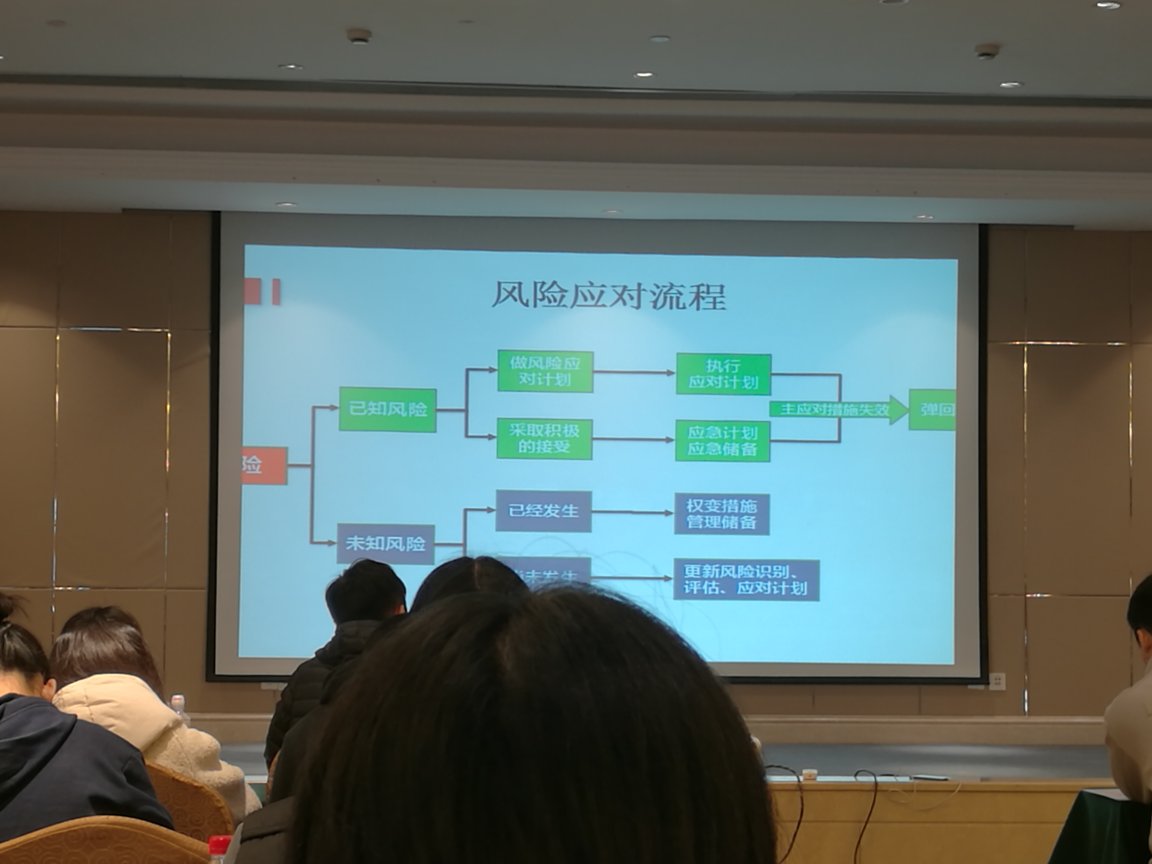 风险应对流程
做风险应
对计划
执行
应对计划
已知风险
主应对措施失效
弹回
采取积极
的接受
应急计划
应急储备
险
已经发生
权变措施
管理储备
未知风险
未发生
更新风险识别、
评估、应对计划